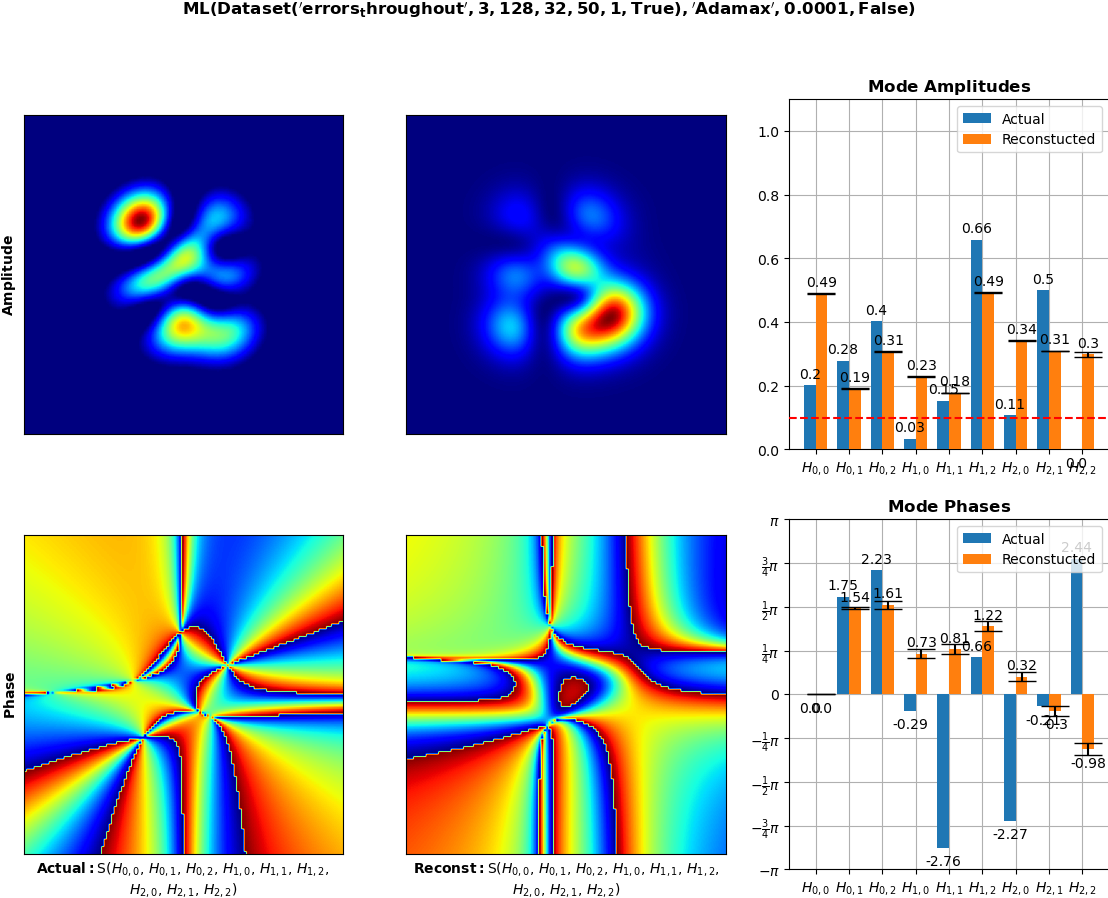 ML(Dataset('errors_throughout', 3, 128, 32, 50, 1, True), 'Adamax', 0.0001, False)
Amplitude
Mode Amplitudes
Actual
Reconstucted
1.0
0.8
0.6
0.4
0.2
0.0
0.2
0.49
0.28
0.19
0.4
0.31
0.03
0.23
0.15
0.18
0.66
0.49
0.11
0.34
0.5
0.31
0.0
0.3
H0,0 H0,1 H0,2 H1,0 H1,1 H1,2 H2,0 H2,1 H2,2
Phase
Mode Phases
Actual
Reconstucted
π
3/4π
1/2π
1/4π
0
−1/4π
−1/2π
−3/4π
−π
0.0
1.75
1.54
2.23
1.61
-0.29
0.73
-2.76
0.81
0.66
1.22
-2.27
0.32
-0.3
2.44
-0.98
H0,0 H0,1 H0,2 H1,0 H1,1 H1,2 H2,0 H2,1 H2,2
Actual: S(H0,0, H0,1, H0,2, H1,0, H1,1, H1,2,
H2,0, H2,1, H2,2)
Reconst: S(H0,0, H0,1, H0,2, H1,0, H1,1, H1,2,
H2,0, H2,1, H2,2)